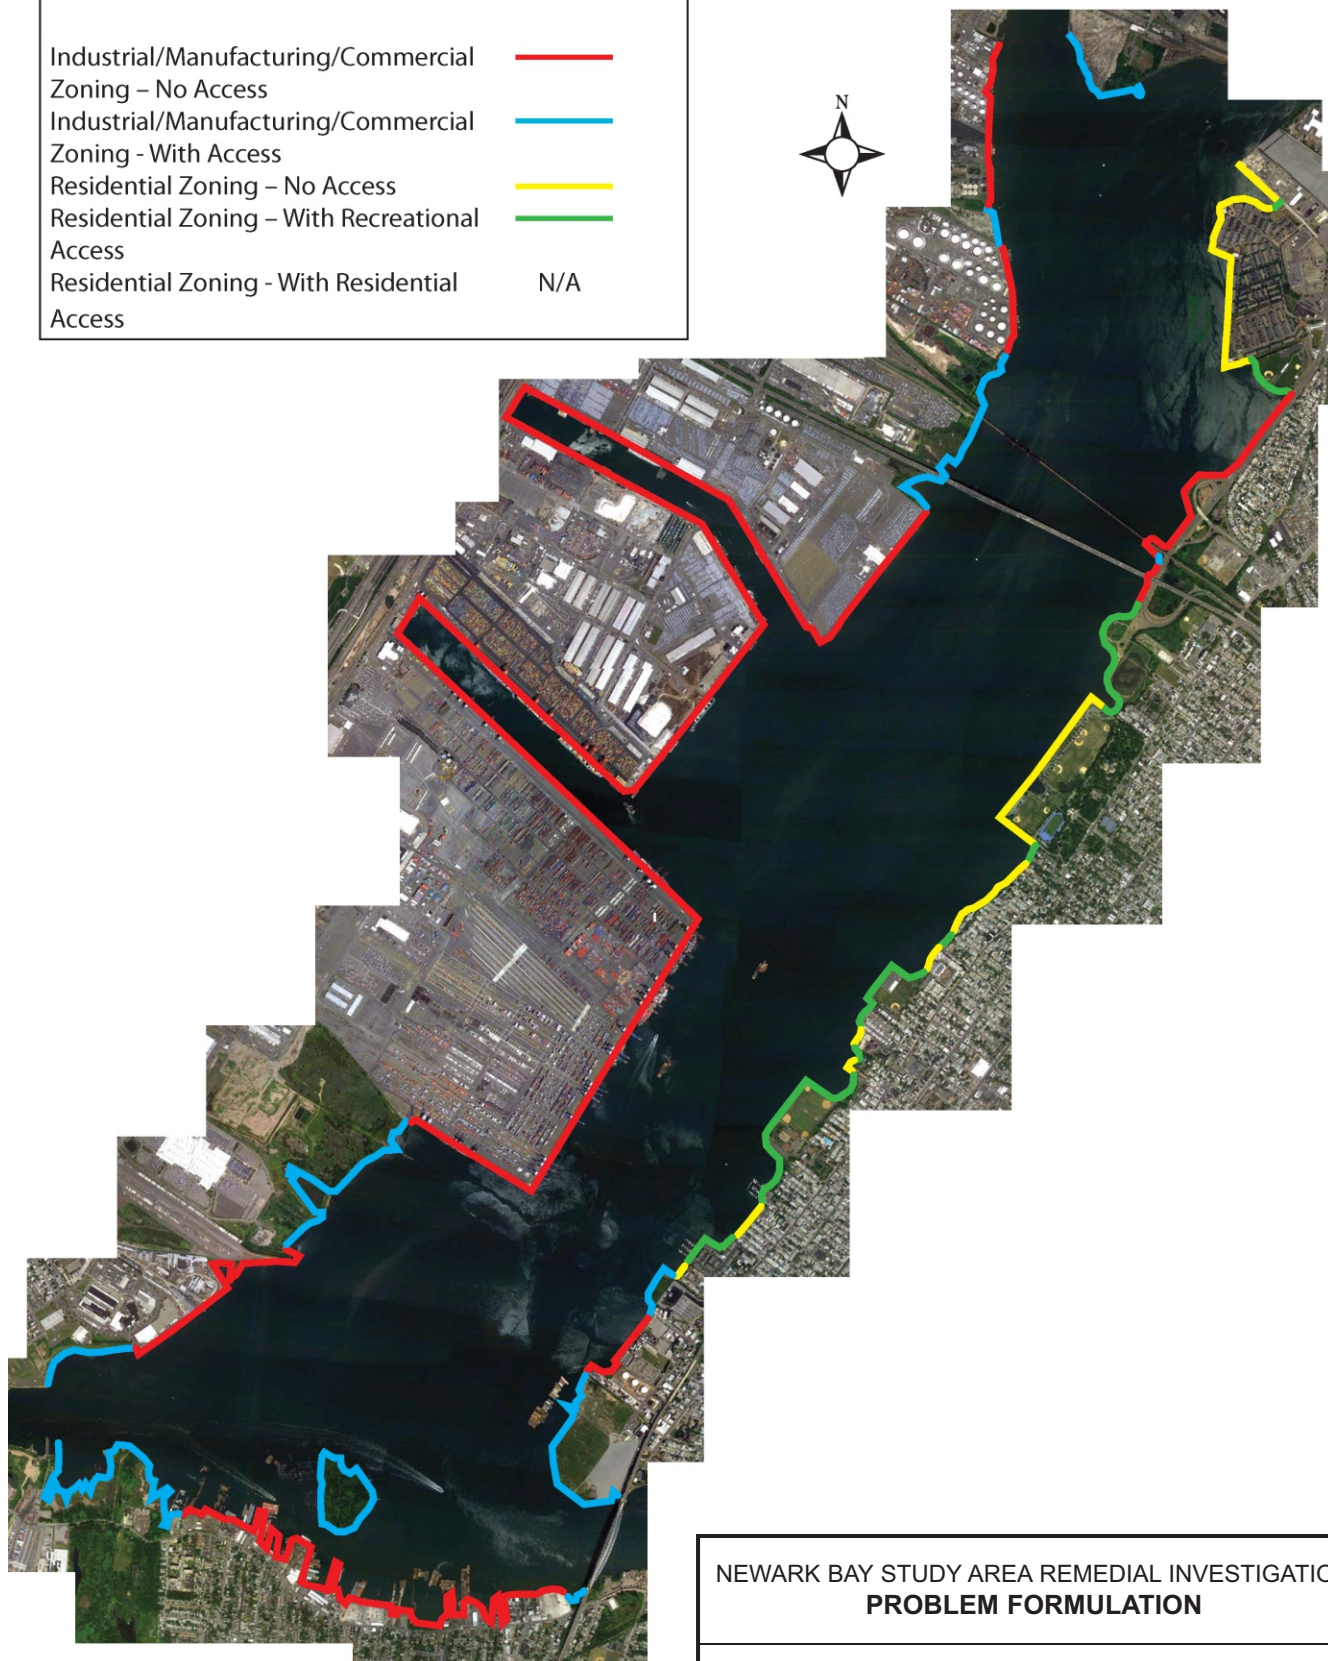 Industrial/Manufacturing/Commercial
Zoning – No Access
Industrial/Manufacturing/Commercial
Zoning - With Access
Residential Zoning – No Access
Residential Zoning – With Recreational
Access
Residential Zoning - With Residential N/A
Access
N
NEWARK BAY STUDY AREA REMEDIAL INVESTIGATIO
PROBLEM FORMULATION